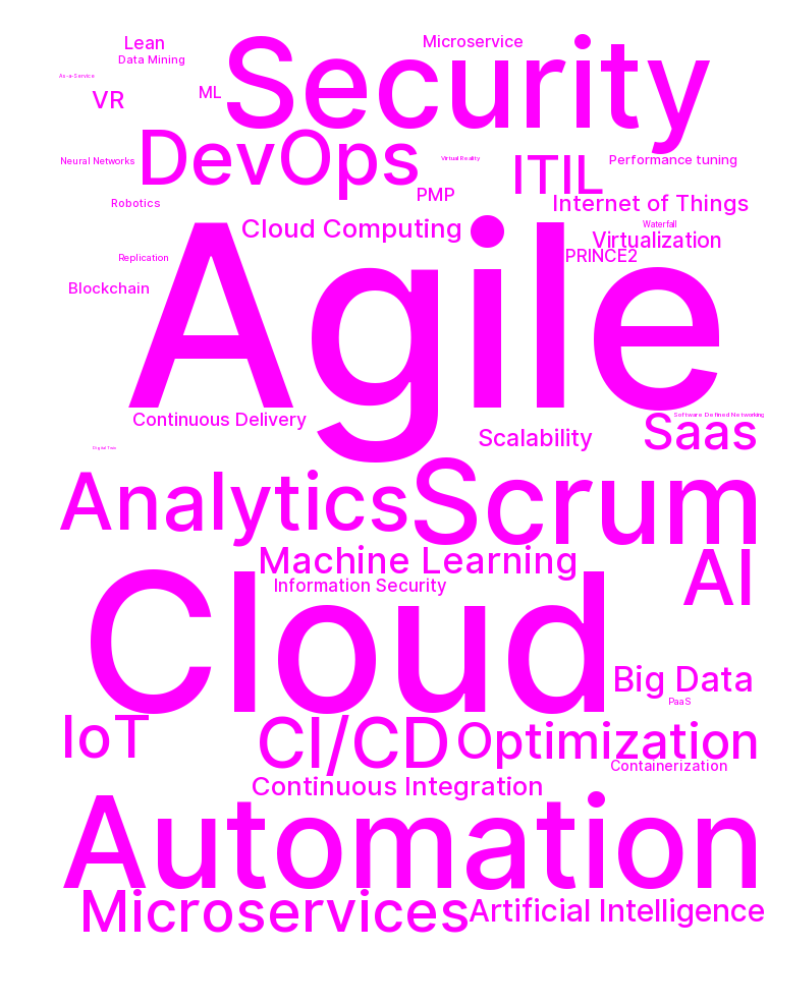 Lean
Microservice
Security
Data Mining
As-a-Service
VR
ML
DevOps
Neural Networks
Virtual Reality
ITIL
Performance tuning
PMP
Robotics
Internet of Things
Cloud Computing
Waterfall
Virtualization
Agile
PRINCE2
Replication
Blockchain
Continuous Delivery
Software Defined Networking
Saas
Scalability
Analytics
Scrum
Machine Learning
AI
Information Security
Cloud
Big Data
PaaS
IoT
CI/CD
Optimization
Containerization
Continuous Integration
Automation
Microservices
Artificial Intelligence